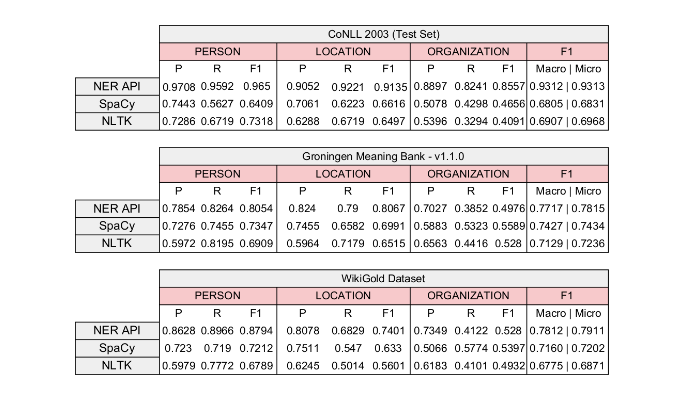 CoNLL 2003 (Test Set)
PERSON LOCATION ORGANIZATION F1
P R F1 P R F1 P R F1 Macro | Micro
NER API 0.9708 0.9592 0.965 0.9052 0.9221 0.9135 0.8897 0.8241 0.8557 0.9312 | 0.9313
SpaCy 0.7443 0.5627 0.6409 0.7061 0.6223 0.6616 0.5078 0.4298 0.4656 0.6805 | 0.6831
NLTK 0.7286 0.6719 0.7318 0.6288 0.6719 0.6497 0.5396 0.3294 0.4091 0.6907 | 0.6968
Groningen Meaning Bank - v1.1.0
PERSON LOCATION ORGANIZATION F1
P R F1 P R F1 P R F1 Macro | Micro
NER API 0.7854 0.8264 0.8054 0.824 0.79 0.8067 0.7027 0.3852 0.4976 0.7717 | 0.7815
SpaCy 0.7276 0.7455 0.7347 0.7455 0.6582 0.6991 0.5883 0.5323 0.5589 0.7427 | 0.7434
NLTK 0.5972 0.8195 0.6909 0.5964 0.7179 0.6515 0.6563 0.4416 0.528 0.7129 | 0.7236
WikiGold Dataset
PERSON LOCATION ORGANIZATION F1
P R F1 P R F1 P R F1 Macro | Micro
NER API 0.8628 0.8966 0.8794 0.8078 0.6829 0.7401 0.7349 0.4122 0.528 0.7812 | 0.7911
SpaCy 0.723 0.719 0.7212 0.7511 0.547 0.633 0.5066 0.5774 0.5397 0.7160 | 0.7202
NLTK 0.5979 0.7772 0.6789 0.6245 0.5014 0.5601 0.6183 0.4101 0.4932 0.6775 | 0.6871